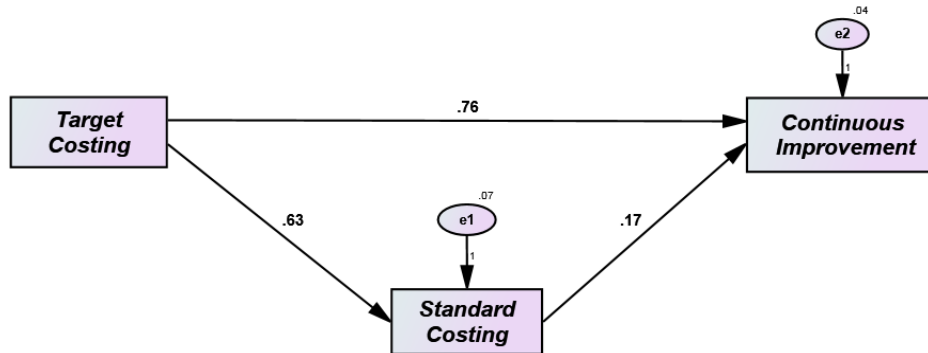 .04
e2
1
Target
Costing
.76
Continuous
Improvement
.07
e1
.63
1
.17
Standard
Costing